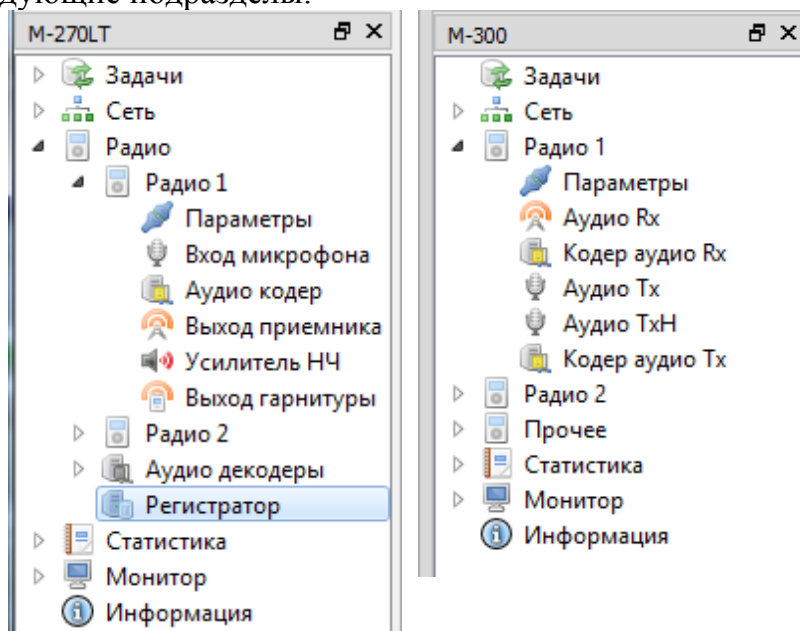 дующие подразделы:
M-270LT
Задачи
Сеть
Радио
Радио 1
Параметры
Вход микрофона
Аудио кодер
Выход приемника
Усилитель НЧ
Выход гарнитуры
Радио 2
Аудио декодеры
Регистратор
Статистика
Монитор
Информация
M-300
Задачи
Сеть
Радио 1
Параметры
Аудио Rx
Кодер аудио Rx
Аудио Tx
Аудио TxH
Кодер аудио Tx
Радио 2
Прочее
Статистика
Монитор
Информация